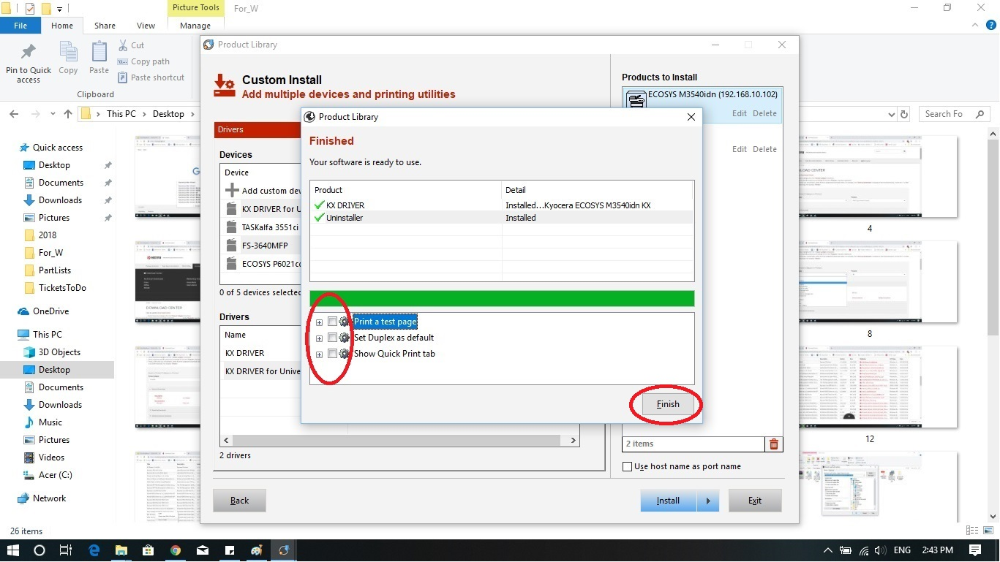 Picture Tools
For_W
File
Home
Share
View
Manage
Pin to Quick access
Copy
Paste
Cut
Copy path
Paste shortcut
Clipboard
This PC
Desktop
Search Fo
Quick access
Desktop
Documents
Downloads
Pictures
2018
For_W
PartLists
TicketsToDo
OneDrive
This PC
3D Objects
Desktop
Documents
Downloads
Music
Pictures
Videos
Acer (C:)
Network
26 items
4
8
12
Product Library
Custom Install
Add multiple devices and printing utilities
Drivers
Devices
Device
Add custom de
KX DRIVER for U
TASKalfa 3551ci
FS-3640MFP
ECOSYS P6021c
0 of 5 devices selected
Drivers
Name
KX DRIVER
KX DRIVER for Unive
2 drivers
Products to Install
ECOSYS M3540idn (192.168.10.102)
Edit Delete
Edit Delete
2 items
Use host name as port name
Back
Install
Exit
Product Library
Finished
Your software is ready to use.
Product Detail
KX DRIVER Installed...Kyocera ECOSYS M3540idn KX
Uninstaller Installed
Print a test page
Set Duplex as default
Show Quick Print tab
Finish
ENG 2:43 PM